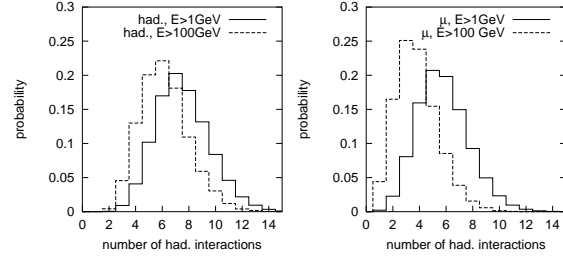 had., E>1GeV
had., E>100GeV
0.3
0.25
0.2
0.15
0.1
0.05
0
probability
0 2 4 6 8 10 12 14
number of had. interactions
μ, E>1GeV
μ, E>100 GeV
0.3
0.25
0.2
0.15
0.1
0.05
0
probability
0 2 4 6 8 10 12 14
number of had. interactions